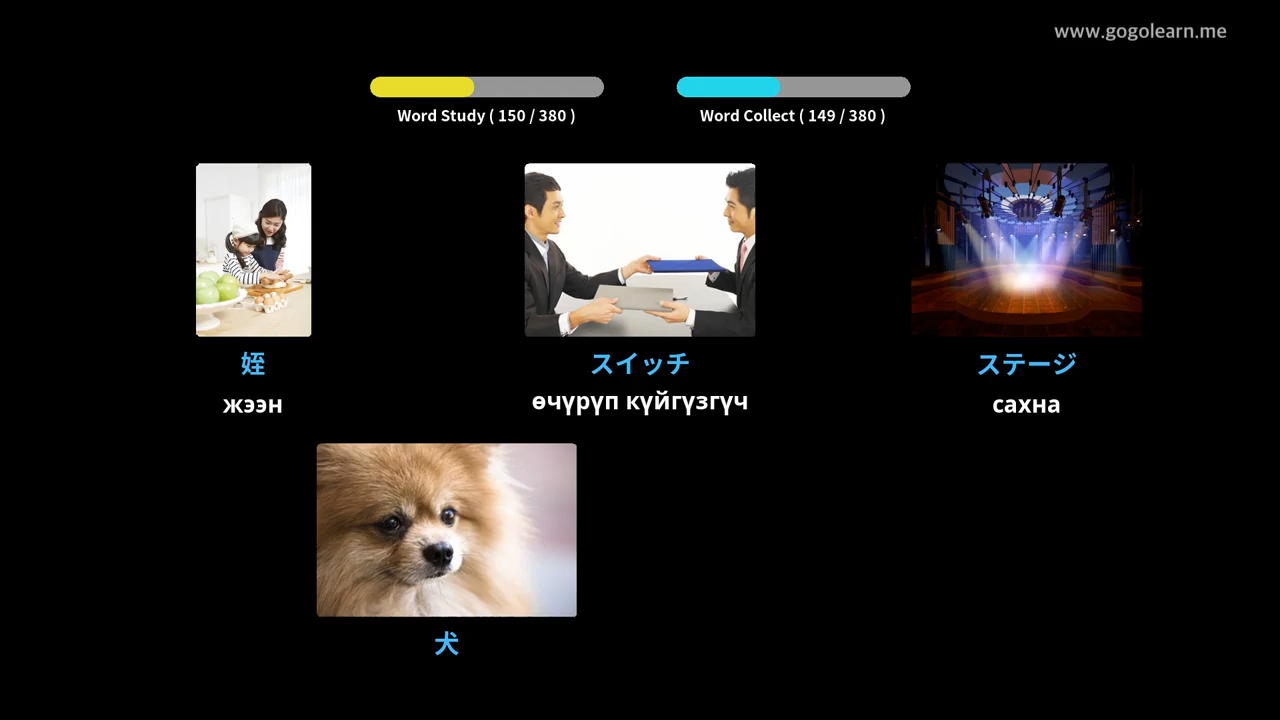 www.gogolearn.me
Word Study ( 150 / 380 )
Word Collect ( 149 / 380 )
姪
スイッチ
ステージ
жээн
өчүрүп күйгүзгүч
сахна
犬